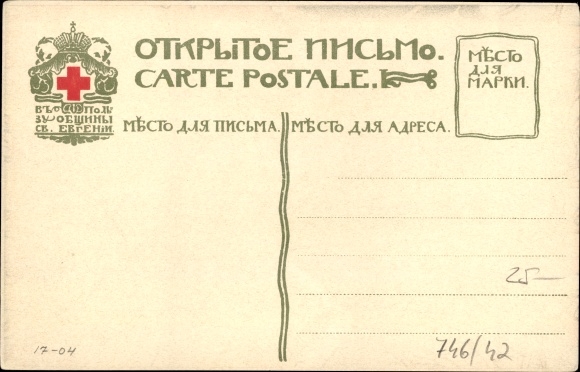 ОТКРЫТОЕ ПИСЬМО.
CARTE POSTALE.
МѢСТО
ДЛЯ
МАРКИ.
ВЪ ПОЛЬ
ЗУ ОБЩИНЫ
СВ. ЕВГЕНІИ.
МѢСТО ДЛЯ ПИСЬМА.
МѢСТО ДЛЯ АДРЕСА.
25—
17-04
746/42